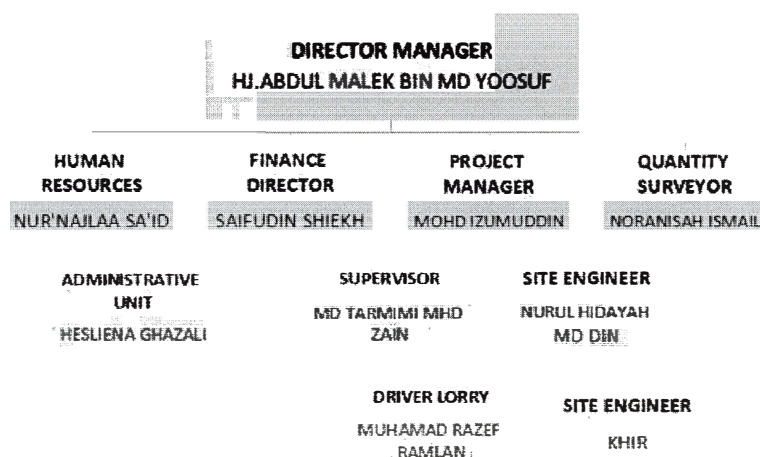 DIRECTOR MANAGER
HJ.ABDUL MALEK BIN MD YOOSUF
HUMAN
RESOURCES
NUR'NAJLAA SA'ID
FINANCE
DIRECTOR
SAIFUDIN SHIEKH
PROJECT
MANAGER
MOHD IZUMUDDIN
QUANTITY
SURVEYOR
NORANISAH ISMAIL
ADMINISTRATIVE
UNIT
HESLIENA GHAZALI
SUPERVISOR
MD TARMIMI MHD
ZAIN
SITE ENGINEER
NURUL HIDAYAH
MD DIN
DRIVER LORRY
MUHAMAD RAZEF
RAMLAN
SITE ENGINEER
KHIR